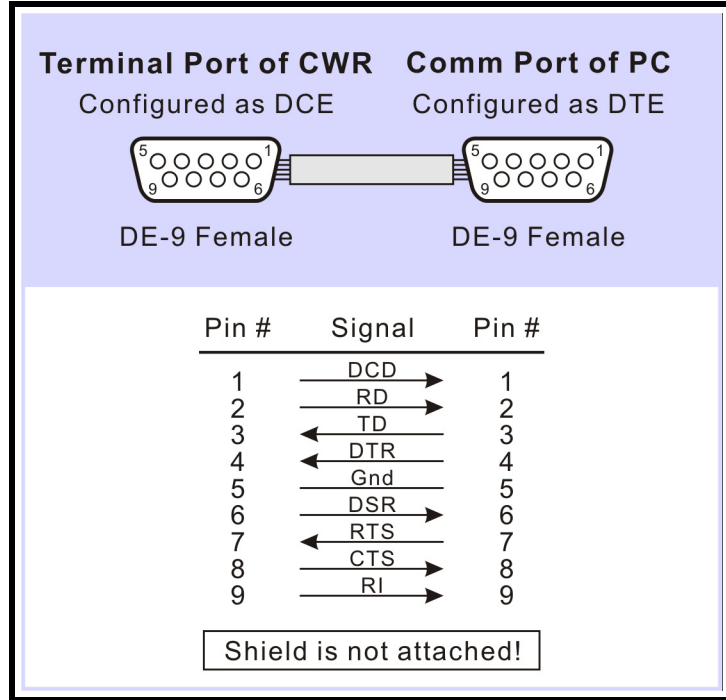 Terminal Port of CWR Comm Port of PC
Configured as DCE Configured as DTE
5 1 5 1
9 6 9 6
DE-9 Female DE-9 Female
Pin # Signal Pin #
1 DCD 1
2 RD 2
3 TD 3
4 DTR 4
5 Gnd 5
6 DSR 6
7 RTS 7
8 CTS 8
9 RI 9
Shield is not attached!